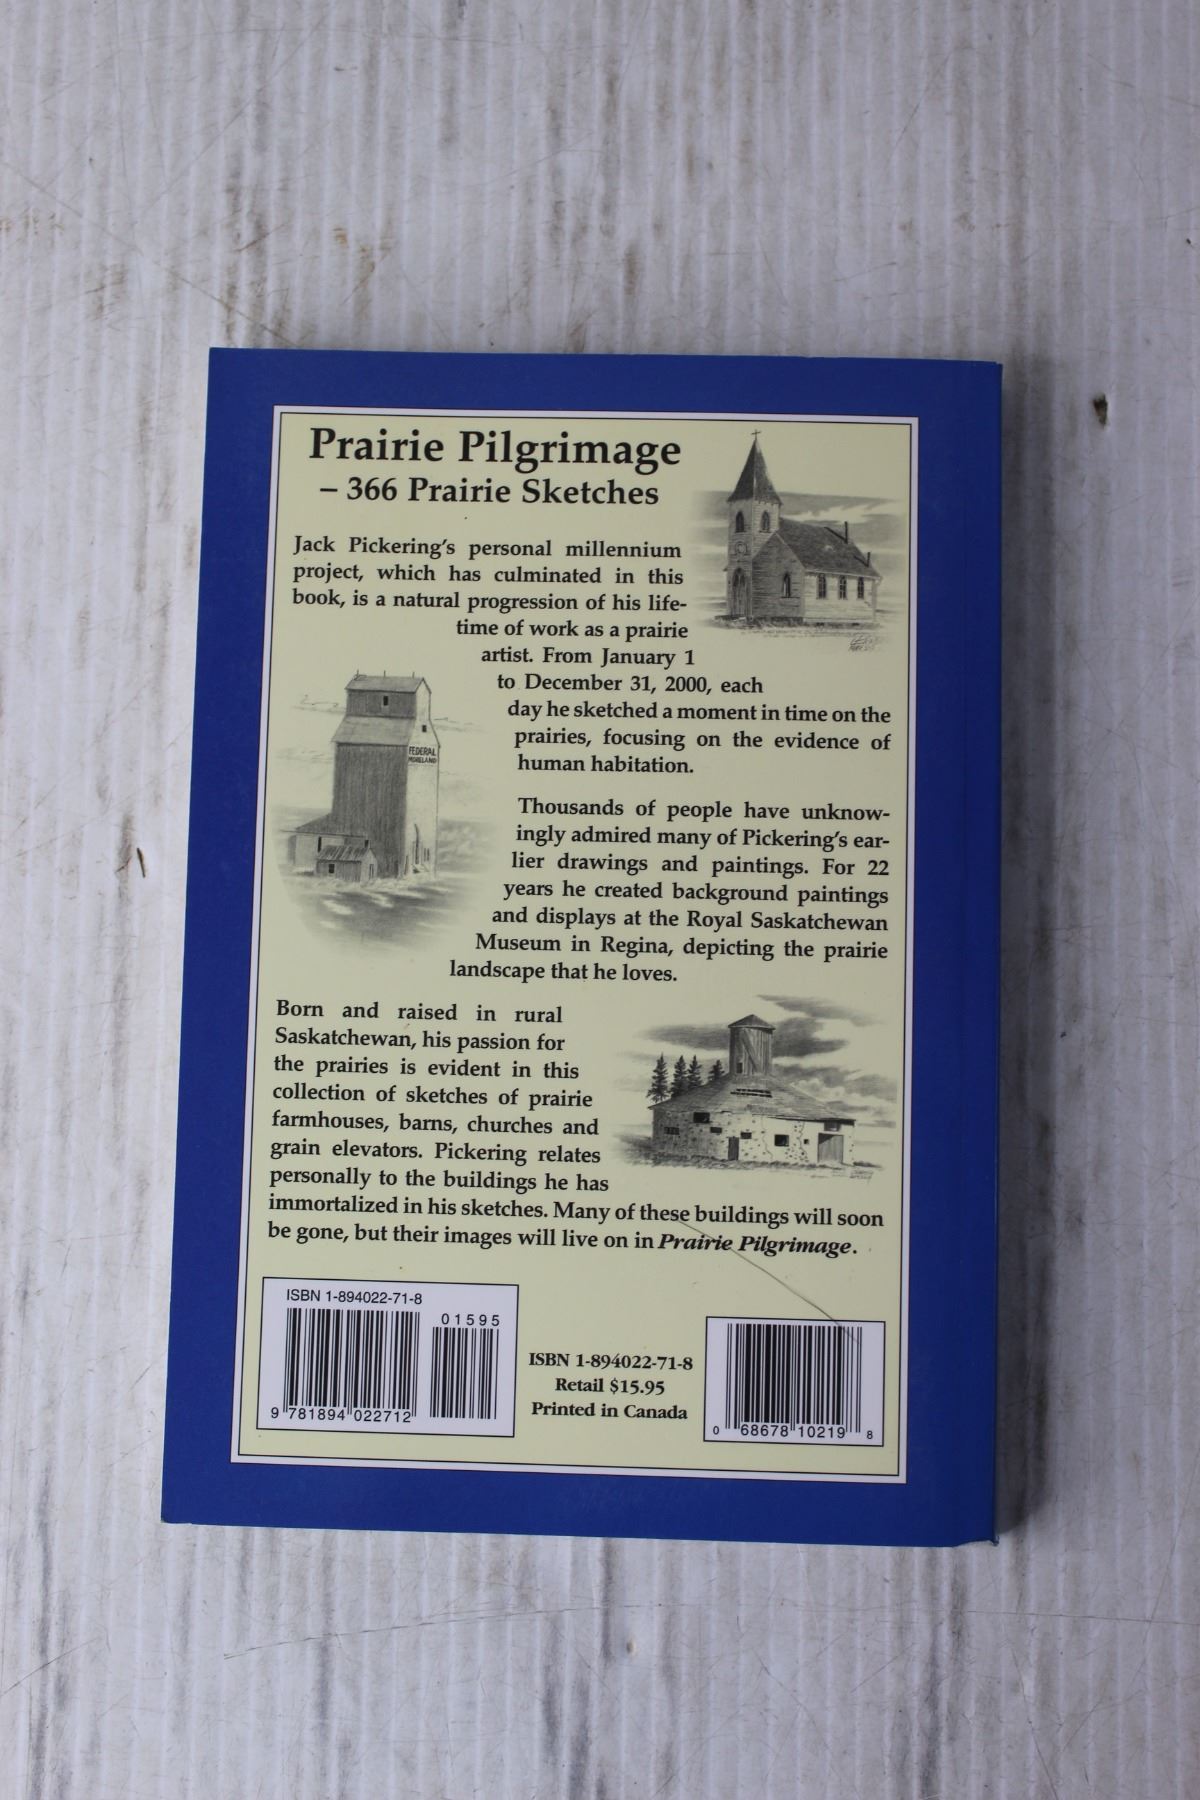 Prairie Pilgrimage
– 366 Prairie Sketches
Jack Pickering's personal millennium
project, which has culminated in this
book, is a natural progression of his life-
time of work as a prairie
artist. From January 1
to December 31, 2000, each
day he sketched a moment in time on the
prairies, focusing on the evidence of
human habitation.
FEDERAL
MORELAND
Thousands of people have unknow-
ingly admired many of Pickering's ear-
lier drawings and paintings. For 22
years he created background paintings
and displays at the Royal Saskatchewan
Museum in Regina, depicting the prairie
landscape that he loves.
Born and raised in rural
Saskatchewan, his passion for
the prairies is evident in this
collection of sketches of prairie
farmhouses, barns, churches and
grain elevators. Pickering relates
personally to the buildings he has
immortalized in his sketches. Many of these buildings will soon
be gone, but their images will live on in Prairie Pilgrimage.
ISBN 1-894022-71-8
01595
9 781894 022712
ISBN 1-894022-71-8
Retail $15.95
Printed in Canada
0 68678 10219 8